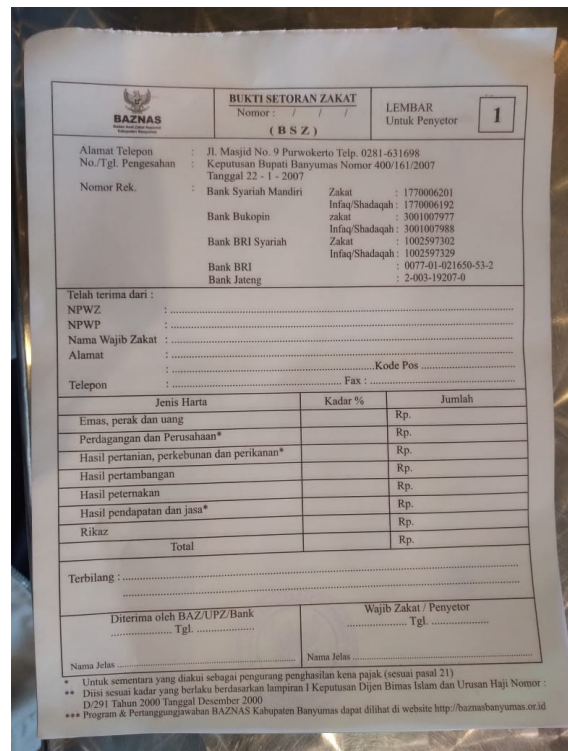 BAZNAS
Badan Amil Zakat Nasional
Kabupaten Banyumas
BUKTI SETORAN ZAKAT
Nomor : / / /
( B S Z )
LEMBAR
Untuk Penyetor
1
Alamat Telepon : Jl. Masjid No. 9 Purwokerto Telp. 0281-631698
No./Tgl. Pengesahan : Keputusan Bupati Banyumas Nomor 400/161/2007
Tanggal 22 - 1 - 2007
Nomor Rek. : Bank Syariah Mandiri Zakat : 1770006201
Infaq/Shadaqah : 1770006192
Bank Bukopin zakat : 3001007977
Infaq/Shadaqah : 3001007988
Bank BRI Syariah Zakat : 1002597302
Infaq/Shadaqah : 1002597329
Bank BRI : 0077-01-021650-53-2
Bank Jateng : 2-003-19207-0
Telah terima dari :
NPWZ :
NPWP :
Nama Wajib Zakat :
Alamat :
: Kode Pos
Telepon : Fax :
Jenis Harta Kadar % Jumlah
Emas, perak dan uang Rp.
Perdagangan dan Perusahaan* Rp.
Hasil pertanian, perkebunan dan perikanan* Rp.
Hasil pertambangan Rp.
Hasil peternakan Rp.
Hasil pendapatan dan jasa* Rp.
Rikaz Rp.
Total Rp.
Terbilang :
Diterima oleh BAZ/UPZ/Bank
Tgl.
Nama Jelas
Wajib Zakat / Penyetor
Tgl.
Nama Jelas
* Untuk sementara yang diakui sebagai pengurang penghasilan kena pajak (sesuai pasal 21)
** Diisi sesuai kadar yang berlaku berdasarkan lampiran I Keputusan Dijen Bimas Islam dan Urusan Haji Nomor :
D/291 Tahun 2000 Tanggal Desember 2000
*** Program & Pertanggungjawaban BAZNAS Kabupaten Banyumas dapat dilihat di website http://baznasbanyumas.or.id